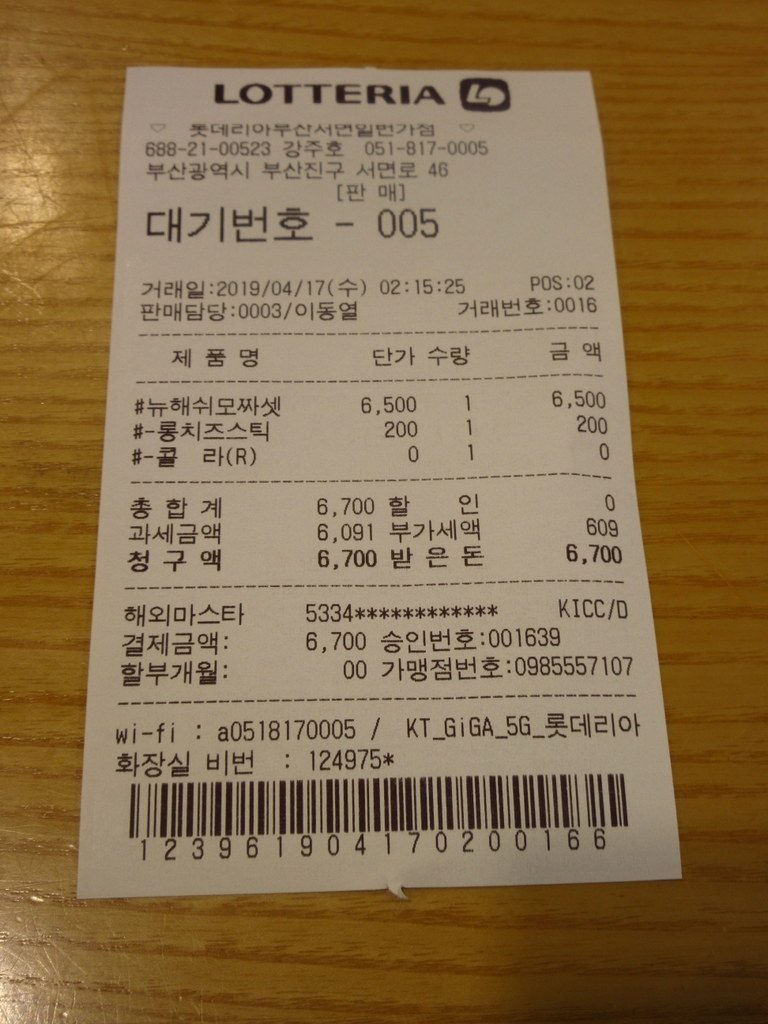 LOTTERIA
♡ 롯데리아부산서면일번가점 ♡
688-21-00523 강주호 051-817-0005
부산광역시 부산진구 서면로 46
[판 매]
대기번호 - 005
거래일:2019/04/17(수) 02:15:25 POS:02
판매담당:0003/이동열 거래번호:0016
제 품 명 단가 수량 금 액
#뉴해쉬모짜셋 6,500 1 6,500
#-롱치즈스틱 200 1 200
#-콜 라(R) 0 1 0
총 합 계 6,700 할 인 0
과세금액 6,091 부가세액 609
청 구 액 6,700 받 은 돈 6,700
해외마스타 5334************ KICC/D
결제금액: 6,700 승인번호:001639
할부개월: 00 가맹점번호:0985557107
wi-fi : a0518170005 / KT_GiGA_5G_롯데리아
화장실 비번 : 124975*
1239619041702001 66